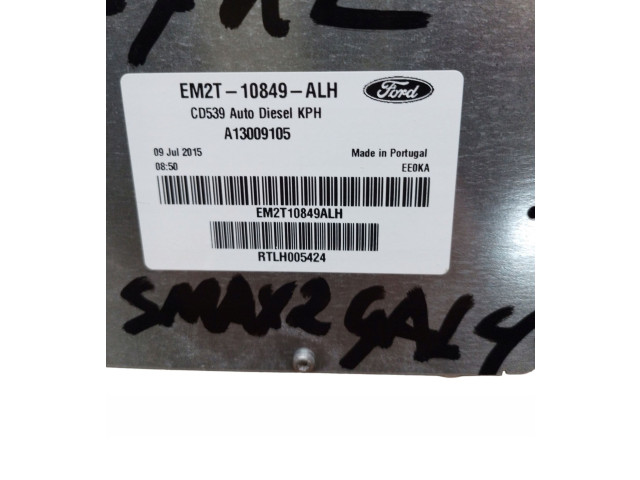 EM2T-10849-ALH
Ford
CD539 Auto Diesel KPH
A13009105
09 Jul 2015
Made in Portugal
08:50
EE0KA
EM2T10849ALH
RTLH005424
SMAX2 GALY